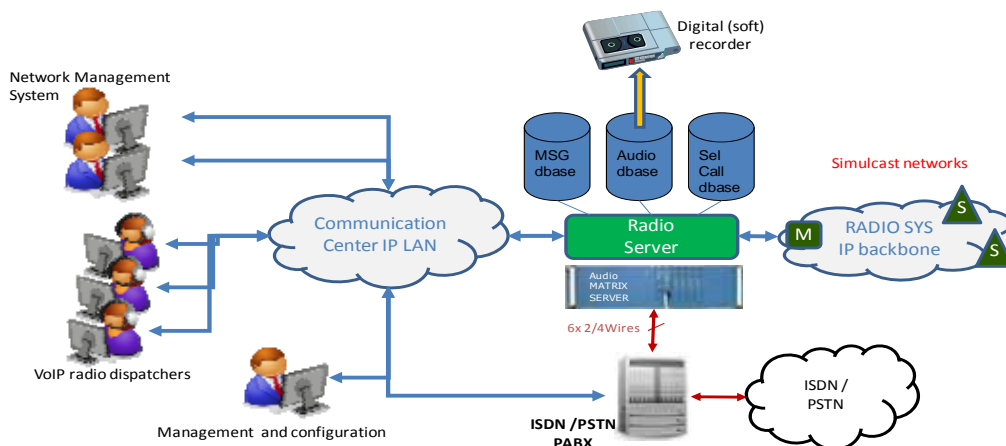 Digital (soft)
recorder
Network Management
System
MSG
dbase
Audio
dbase
Sel
Call
dbase
Simulcast networks
Communication
Center IP LAN
Radio
Server
M
RADIO SYS
IP backbone
S
S
Audio
MATRIX
SERVER
6x 2/4Wires
VoIP radio dispatchers
ISDN /
PSTN
Management and configuration
ISDN /PSTN
PABX